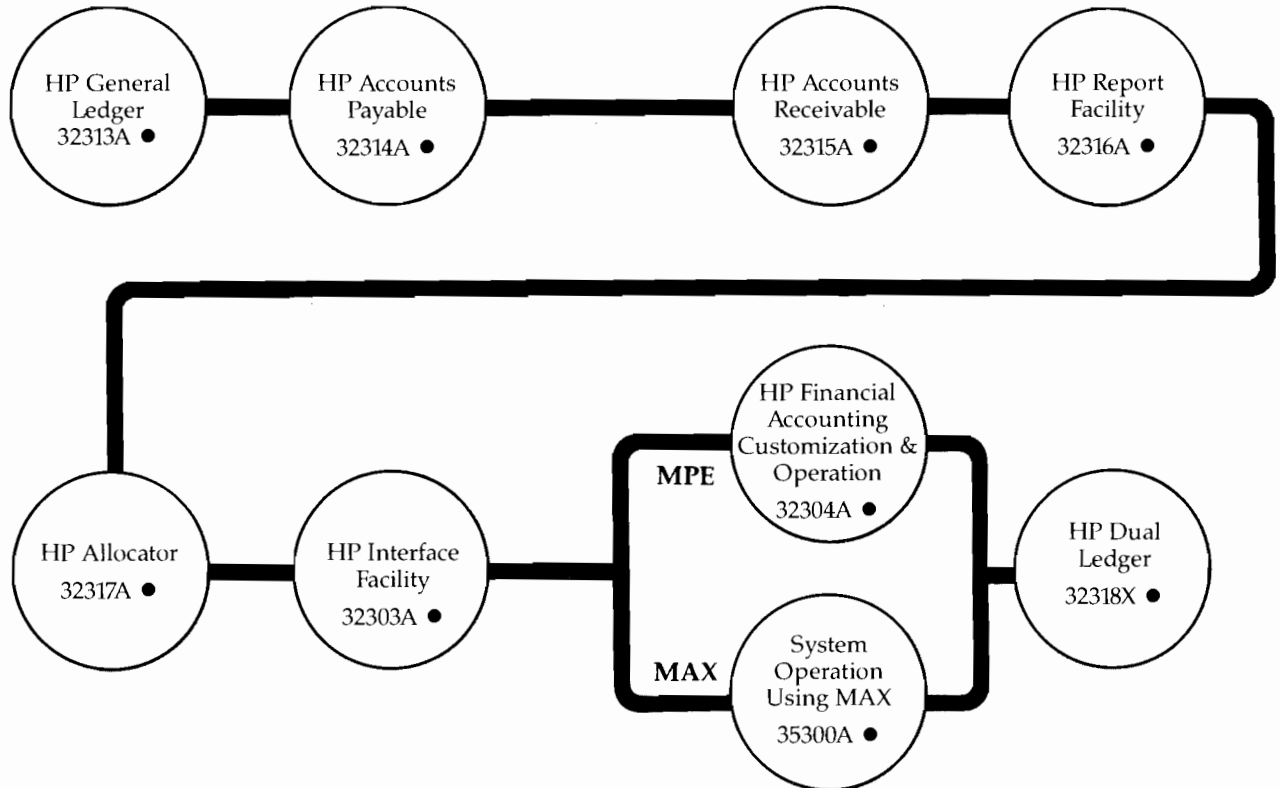 HP General
Ledger
32313A ●
HP Accounts
Payable
32314A ●
HP Accounts
Receivable
32315A ●
HP Report
Facility
32316A ●
HP Allocator
32317A ●
HP Interface
Facility
32303A ●
MPE
HP Financial
Accounting
Customization &
Operation
32304A ●
MAX
System
Operation
Using MAX
35300A ●
HP Dual
Ledger
32318X ●